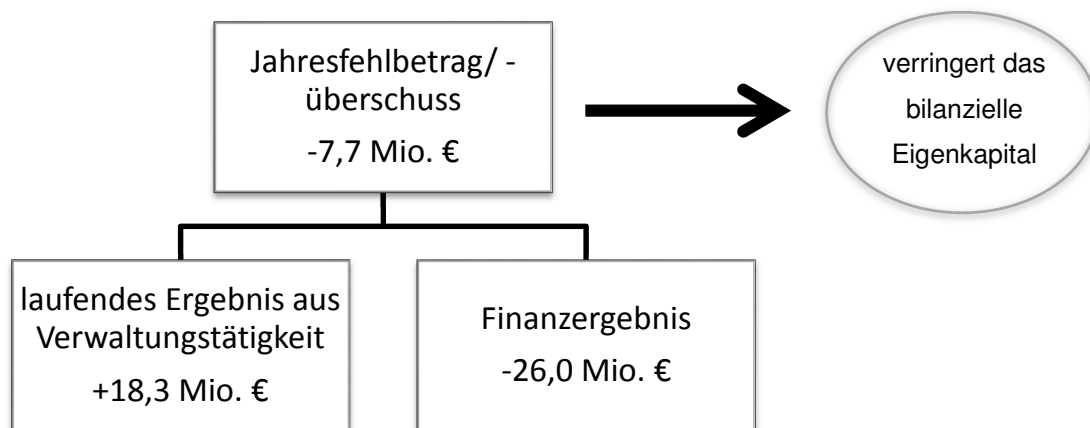 Jahresfehlbetrag/ -
überschuss
-7,7 Mio. €
verringert das
bilanzielle
Eigenkapital
laufendes Ergebnis aus
Verwaltungstätigkeit
+18,3 Mio. €
Finanzergebnis
-26,0 Mio. €